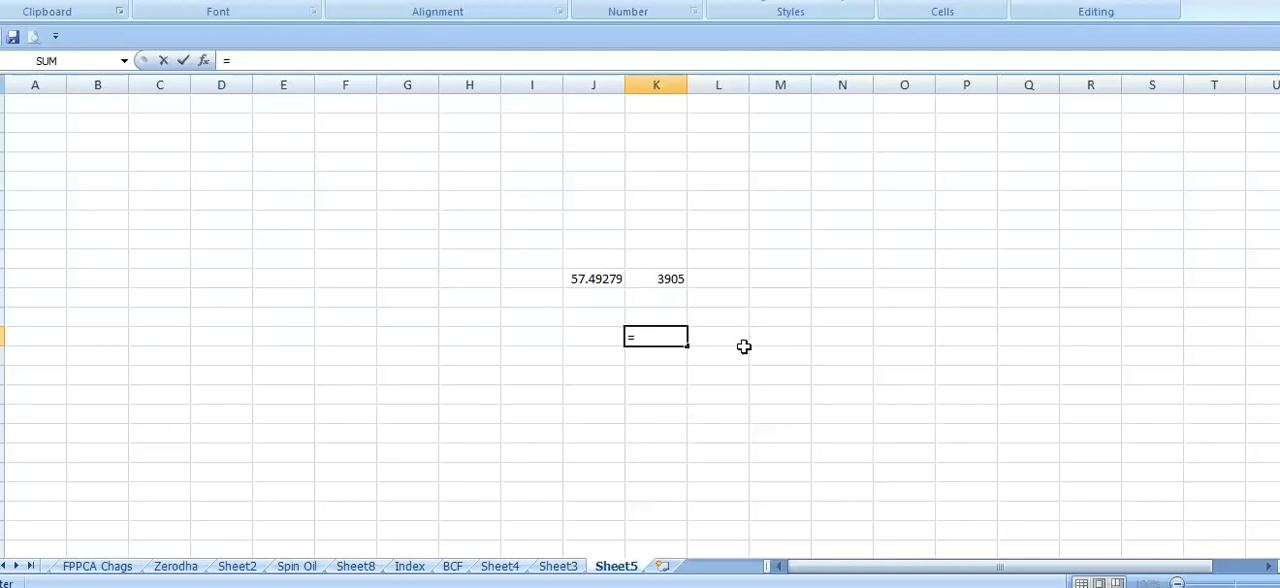 Clipboard Font Alignment Number Styles Cells Editing
SUM =
A B C D E F G H I J K L M N O P Q R S T U
57.49279 3905
=
FPPCA Chags Zerodha Sheet2 Spin Oil Sheet8 Index BCF Sheet4 Sheet3 Sheet5
100%